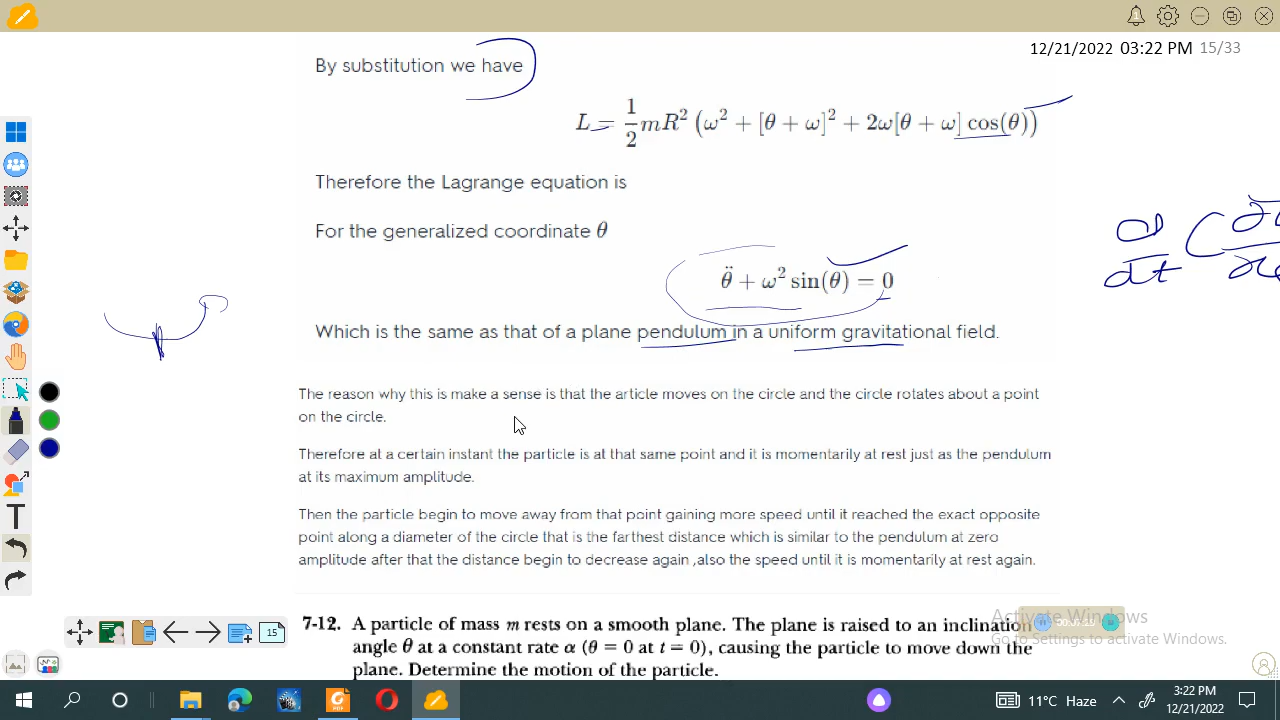 12/21/2022 03:22 PM 15/33
By substitution we have
L = 1/2 mR² (ω² + [θ + ω]² + 2ω[θ + ω] cos(θ))
Therefore the Lagrange equation is
For the generalized coordinate θ
θ̈ + ω² sin(θ) = 0
Which is the same as that of a plane pendulum in a uniform gravitational field.
The reason why this is make a sense is that the article moves on the circle and the circle rotates about a point
on the circle.
Therefore at a certain instant the particle is at that same point and it is momentarily at rest just as the pendulum
at its maximum amplitude.
Then the particle begin to move away from that point gaining more speed until it reached the exact opposite
point along a diameter of the circle that is the farthest distance which is similar to the pendulum at zero
amplitude after that the distance begin to decrease again ,also the speed until it is momentarily at rest again.
7-12. A particle of mass m rests on a smooth plane. The plane is raised to an inclination
angle θ at a constant rate α (θ = 0 at t = 0), causing the particle to move down the
plane. Determine the motion of the particle.
T
15
Activate Windows
Go to Settings to activate Windows.
11°C Haze
3:22 PM
12/21/2022